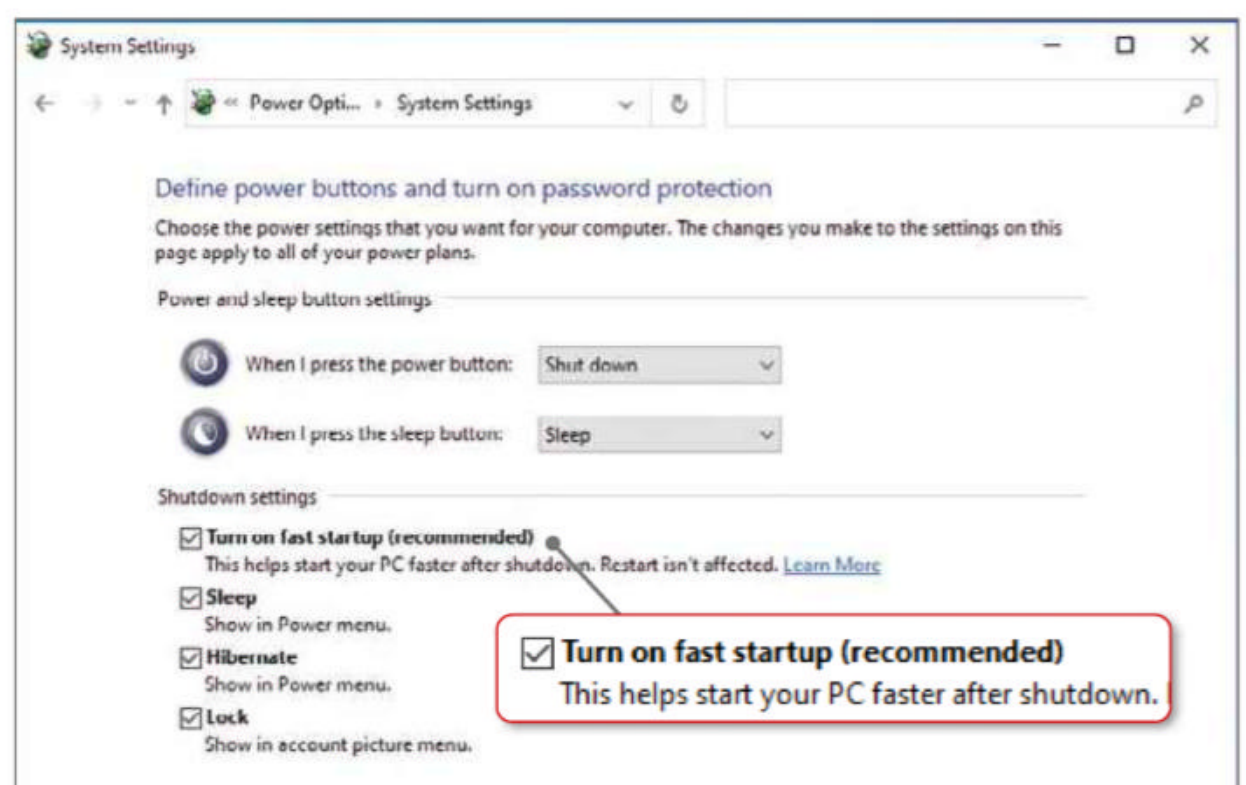 System Settings
« Power Opti... › System Settings
Define power buttons and turn on password protection
Choose the power settings that you want for your computer. The changes you make to the settings on this
page apply to all of your power plans.
Power and sleep button settings
When I press the power button: Shut down
When I press the sleep button: Sleep
Shutdown settings
Turn on fast startup (recommended)
This helps start your PC faster after shutdown. Restart isn't affected. Learn More
Sleep
Show in Power menu.
Hibernate
Show in Power menu.
Lock
Show in account picture menu.
Turn on fast startup (recommended)
This helps start your PC faster after shutdown.